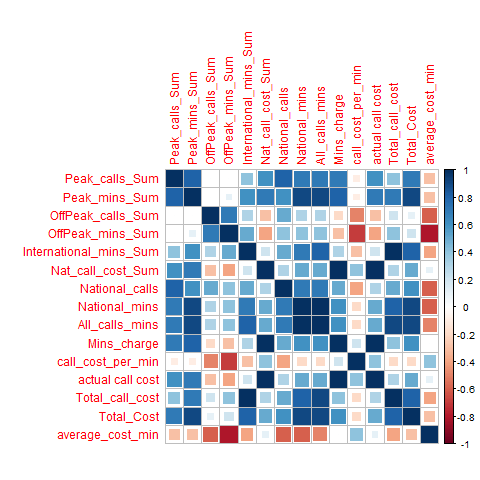 Peak_calls_Sum
Peak_mins_Sum
OffPeak_calls_Sum
OffPeak_mins_Sum
International_mins_Sum
Nat_call_cost_Sum
National_calls
National_mins
All_calls_mins
Mins_charge
call_cost_per_min
actual call cost
Total_call_cost
Total_Cost
average_cost_min
Peak_calls_Sum
Peak_mins_Sum
OffPeak_calls_Sum
OffPeak_mins_Sum
International_mins_Sum
Nat_call_cost_Sum
National_calls
National_mins
All_calls_mins
Mins_charge
call_cost_per_min
actual call cost
Total_call_cost
Total_Cost
average_cost_min
1
0.8
0.6
0.4
0.2
0
-0.2
-0.4
-0.6
-0.8
-1